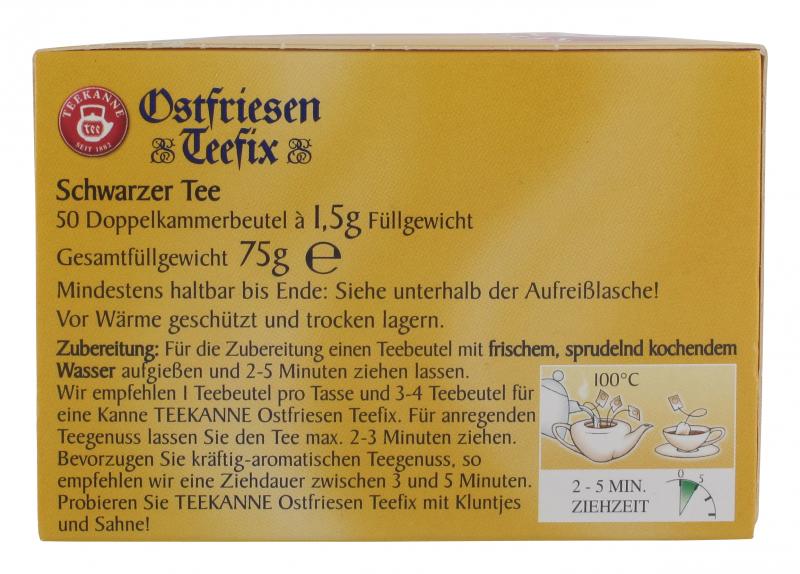 TEEKANNE
tee
SEIT 1882
Ostfriesen
Teefix
Schwarzer Tee
50 Doppelkammerbeutel à 1,5g Füllgewicht
Gesamtfüllgewicht 75g ℮
Mindestens haltbar bis Ende: Siehe unterhalb der Aufreißlasche!
Vor Wärme geschützt und trocken lagern.
Zubereitung: Für die Zubereitung einen Teebeutel mit frischem, sprudelnd kochendem
Wasser aufgießen und 2-5 Minuten ziehen lassen.
Wir empfehlen 1 Teebeutel pro Tasse und 3-4 Teebeutel für
eine Kanne TEEKANNE Ostfriesen Teefix. Für anregenden
Teegenuss lassen Sie den Tee max. 2-3 Minuten ziehen.
Bevorzugen Sie kräftig-aromatischen Teegenuss, so
empfehlen wir eine Ziehdauer zwischen 3 und 5 Minuten.
Probieren Sie TEEKANNE Ostfriesen Teefix mit Kluntjes
und Sahne!
100°C
2 - 5 MIN.
ZIEHZEIT
0 5